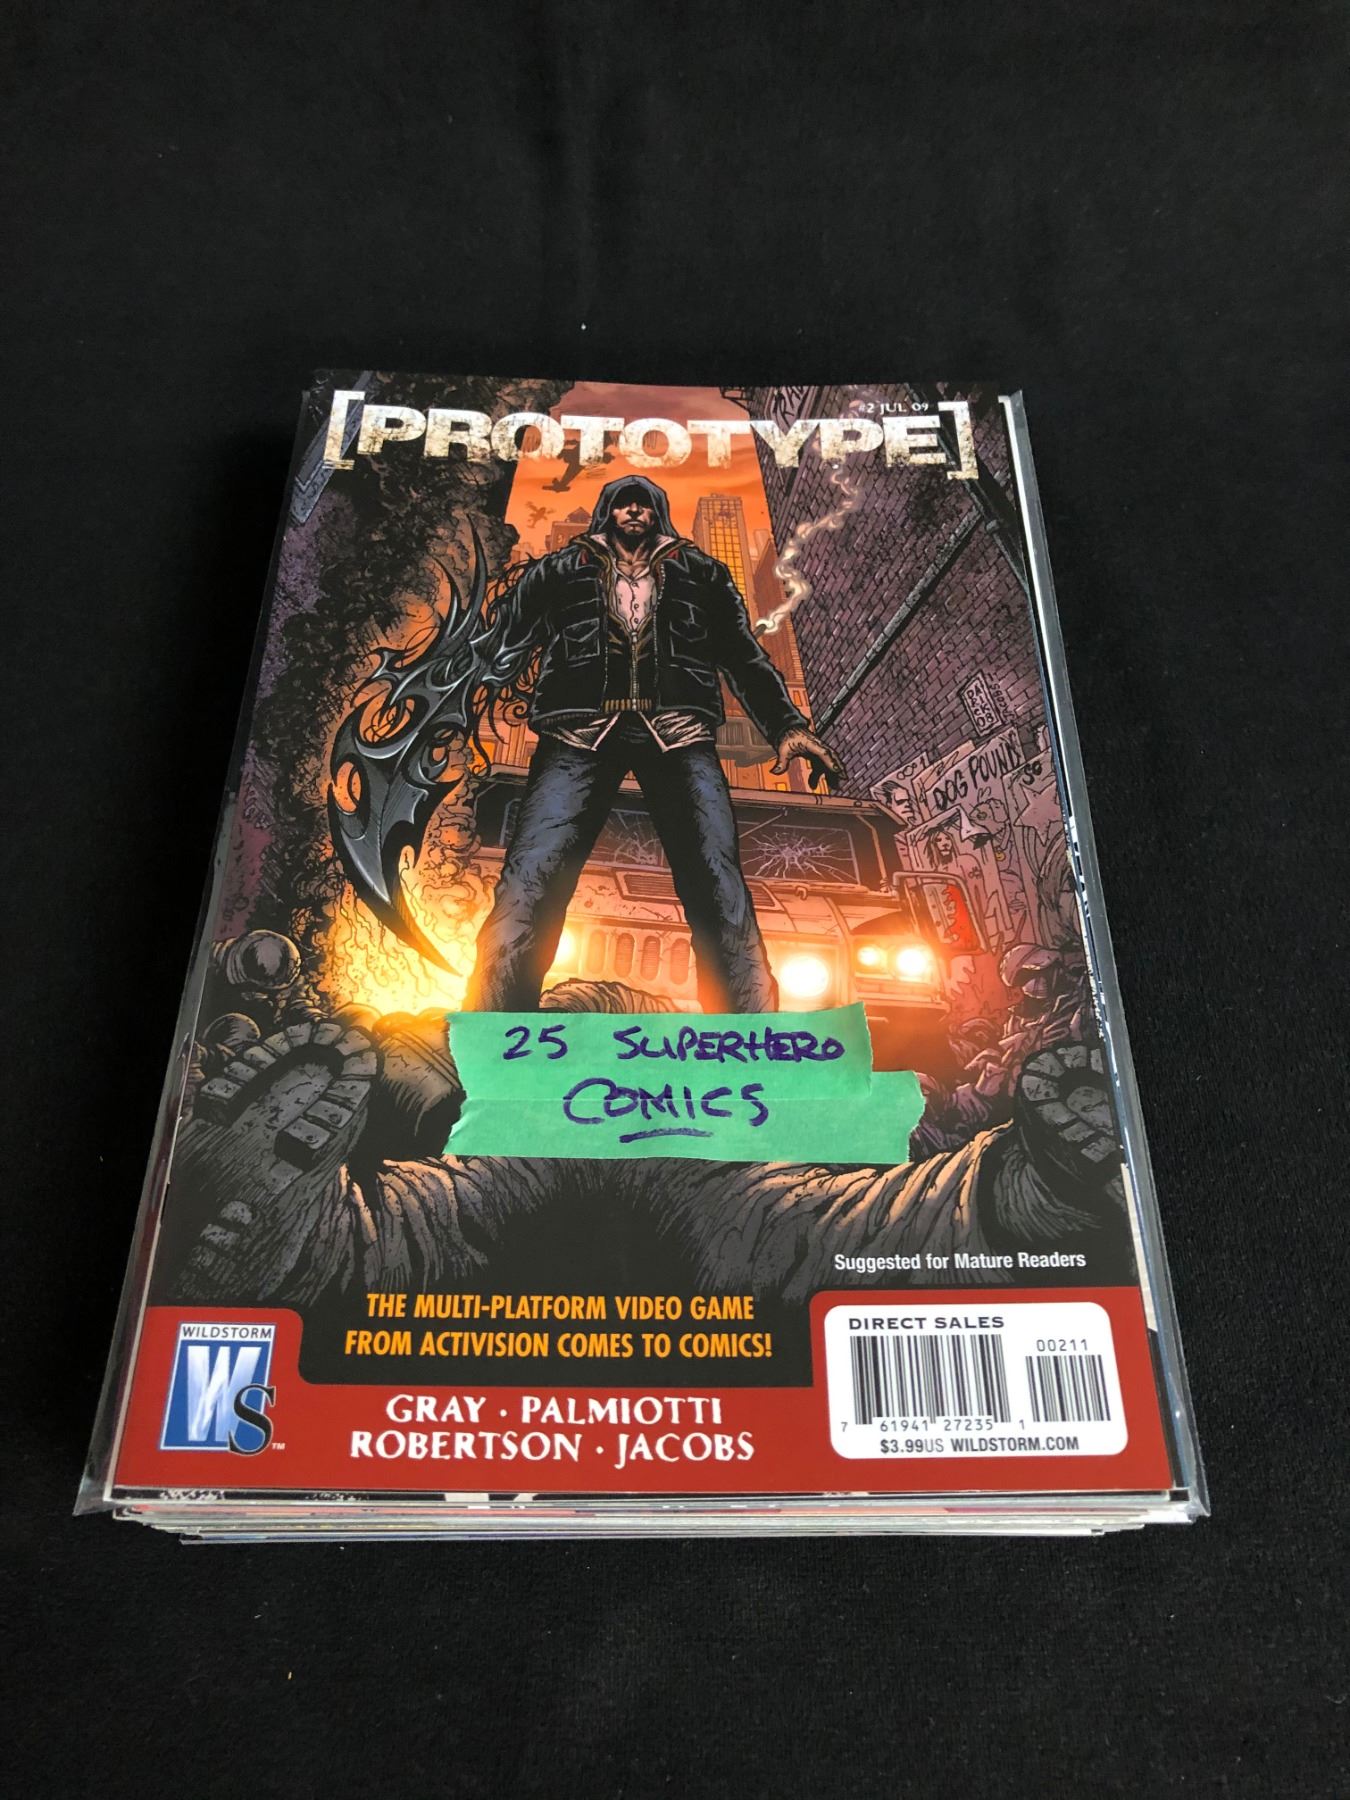 #2 JUL 09
[PROTOTYPE]
DOG POUND
25 SUPERHERO
COMICS
Suggested for Mature Readers
THE MULTI-PLATFORM VIDEO GAME
FROM ACTIVISION COMES TO COMICS!
WILDSTORM
WS™
GRAY · PALMIOTTI
ROBERTSON · JACOBS
DIRECT SALES
00211
7 61941 27235 1
$3.99US WILDSTORM.COM